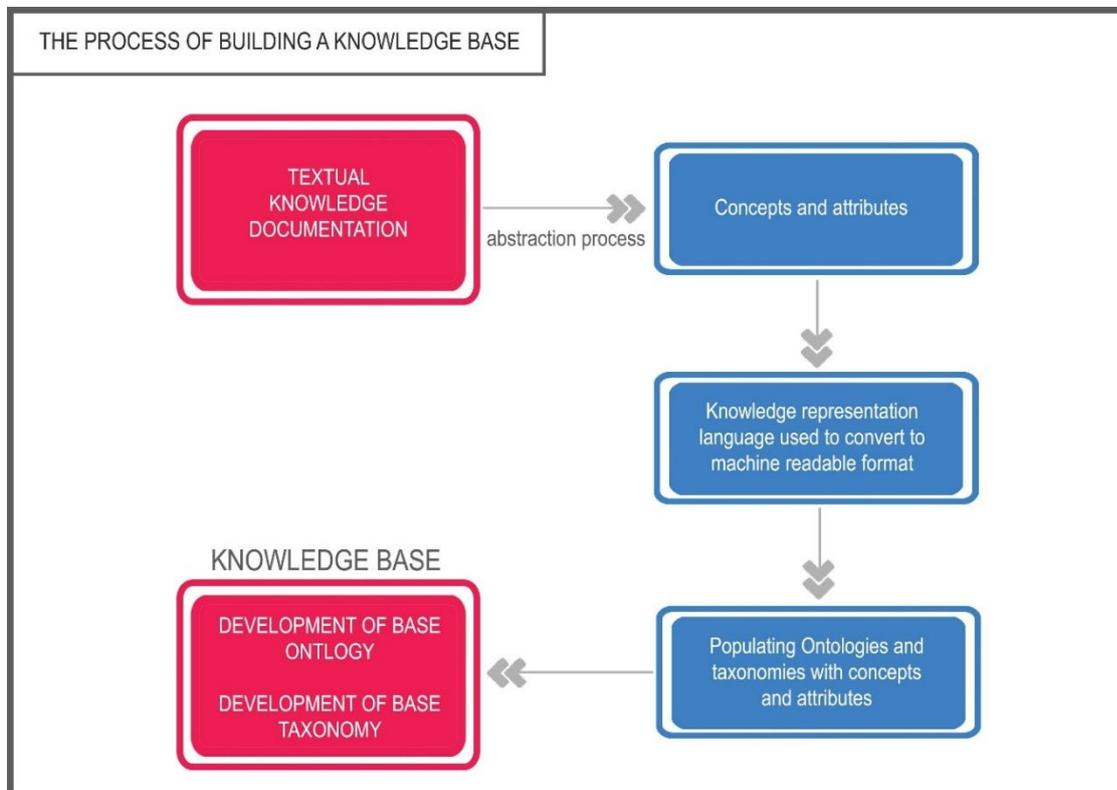 THE PROCESS OF BUILDING A KNOWLEDGE BASE
TEXTUAL
KNOWLEDGE
DOCUMENTATION
abstraction process
Concepts and attributes
Knowledge representation
language used to convert to
machine readable format
Populating Ontologies and
taxonomies with concepts
and attributes
KNOWLEDGE BASE
DEVELOPMENT OF BASE
ONTLOGY
DEVELOPMENT OF BASE
TAXONOMY